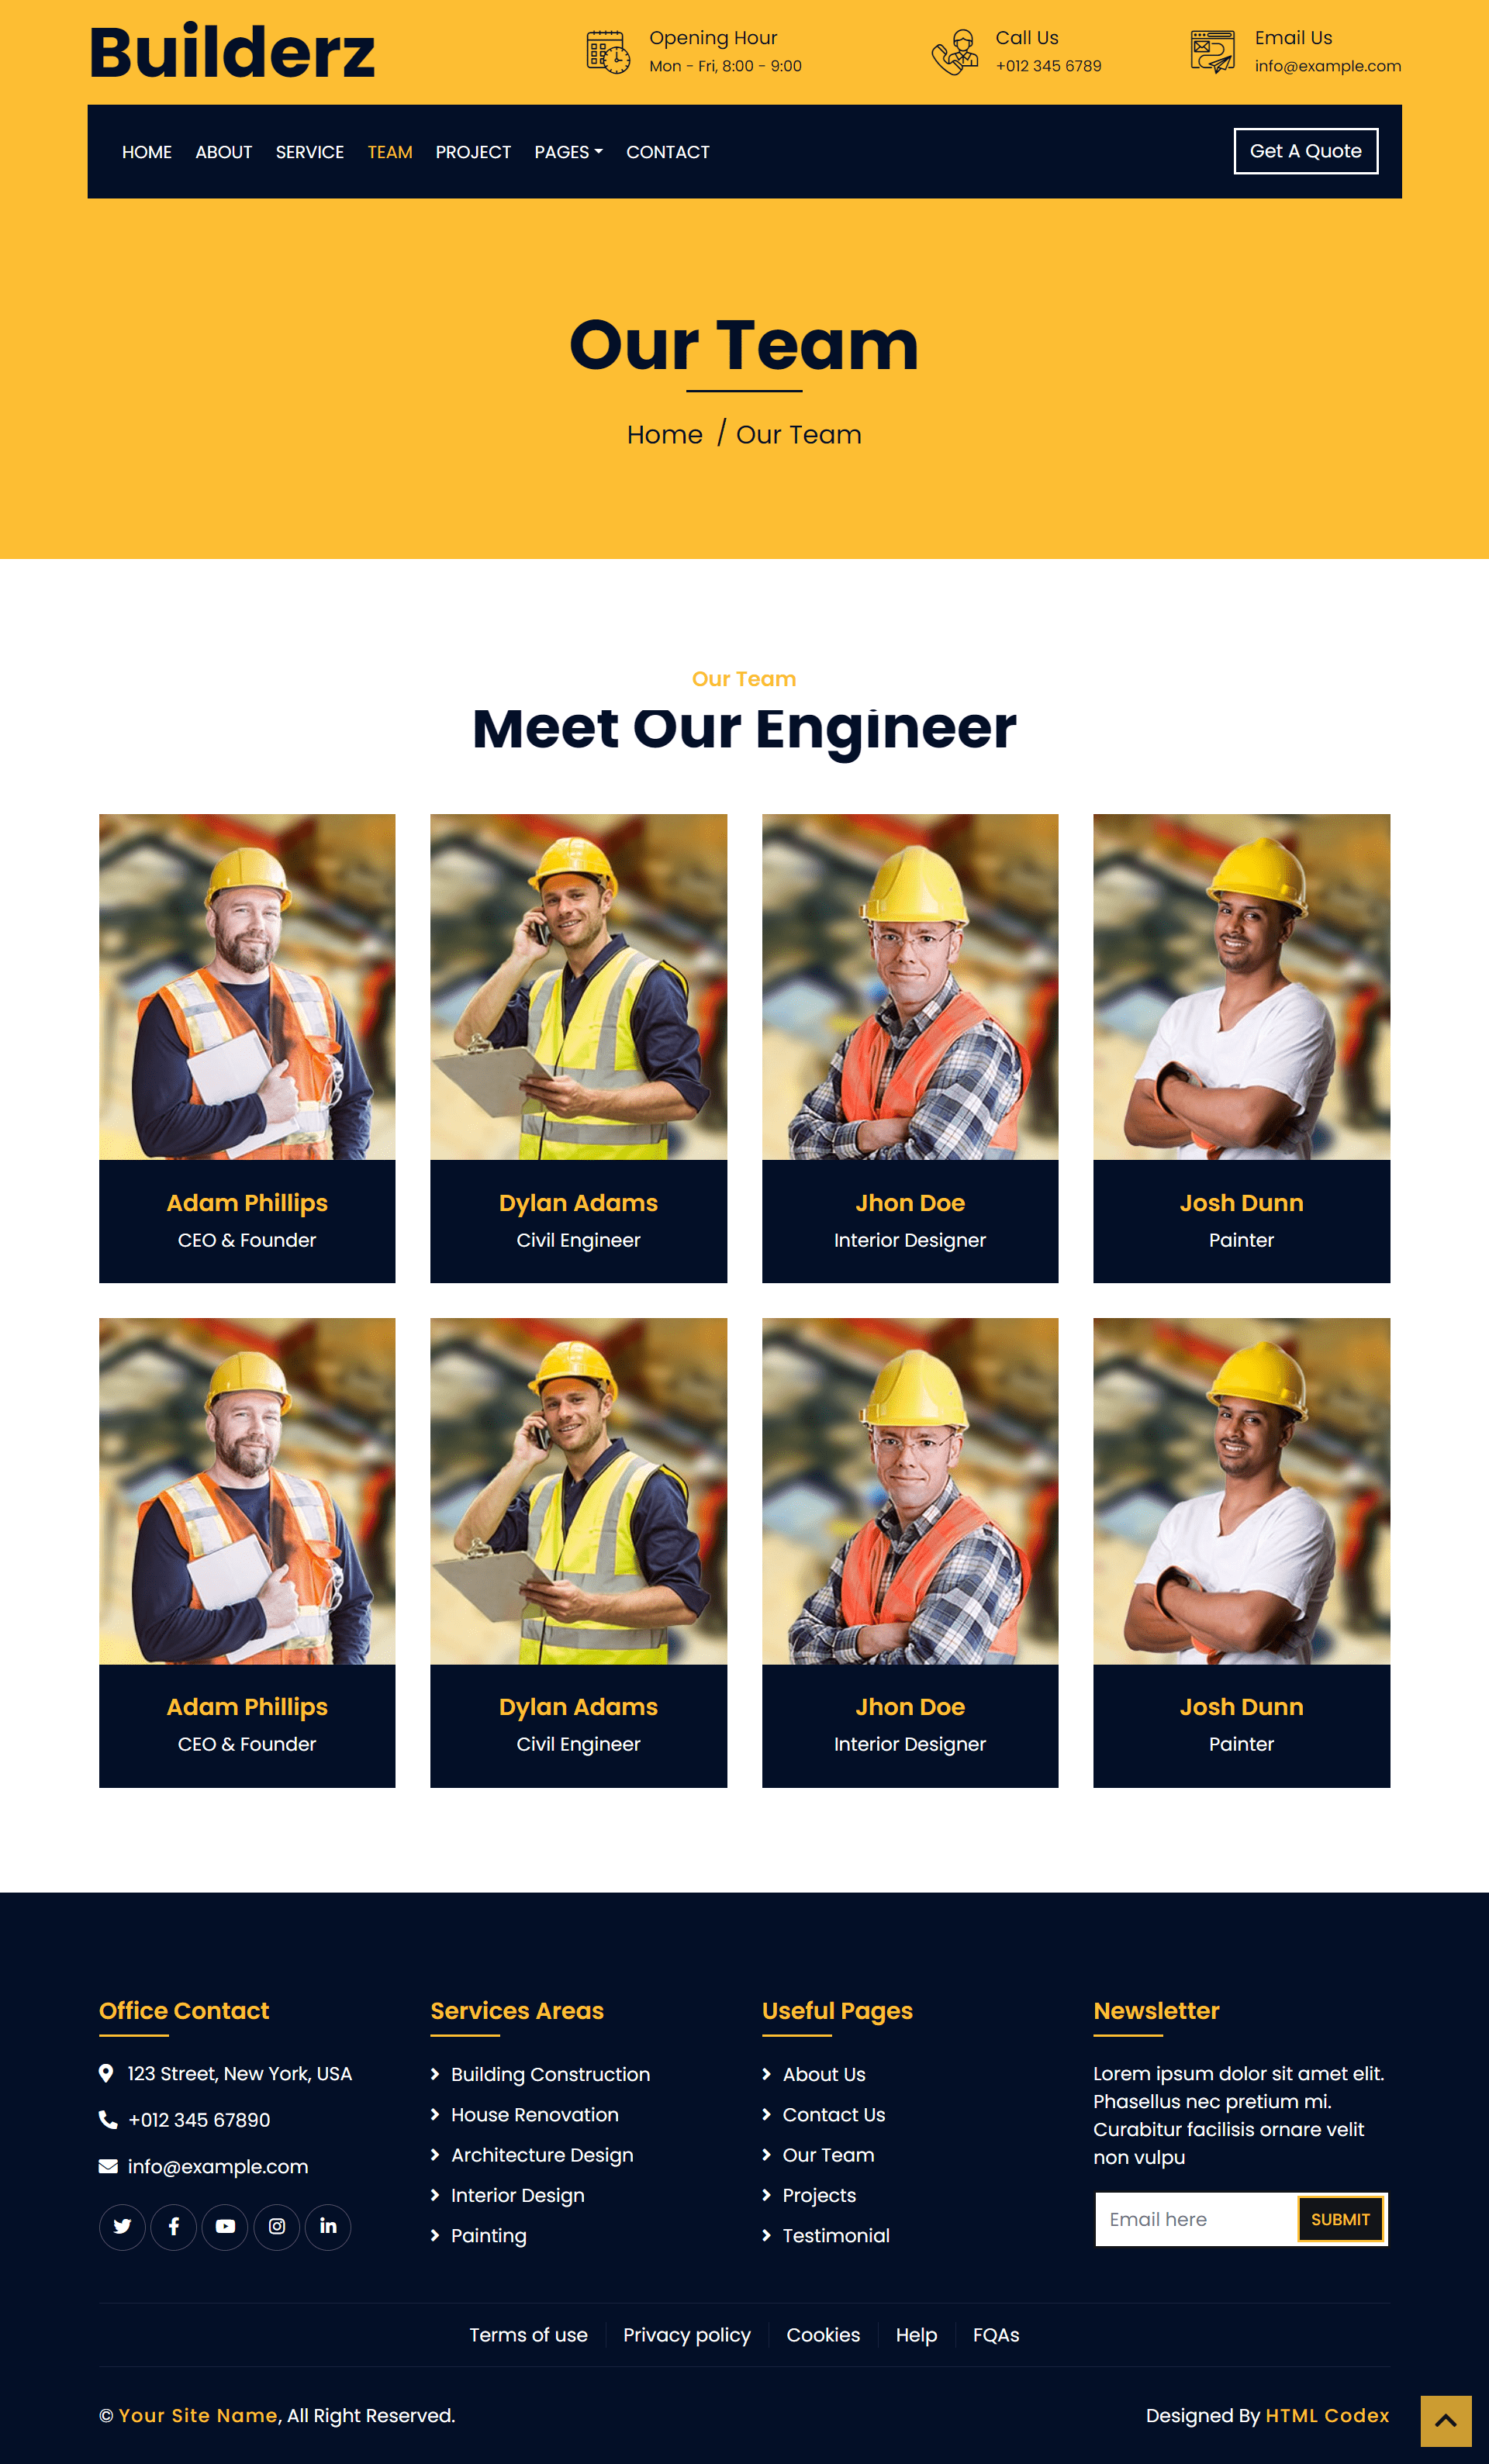 Builderz
Opening Hour
Mon - Fri, 8:00 - 9:00
Call Us
+012 345 6789
Email Us
info@example.com
HOME ABOUT SERVICE TEAM PROJECT PAGES CONTACT
Get A Quote
Our Team
Home / Our Team
Our Team
Meet Our Engineer
Adam Phillips
CEO & Founder
Dylan Adams
Civil Engineer
Jhon Doe
Interior Designer
Josh Dunn
Painter
Adam Phillips
CEO & Founder
Dylan Adams
Civil Engineer
Jhon Doe
Interior Designer
Josh Dunn
Painter
Office Contact
123 Street, New York, USA
+012 345 67890
info@example.com
Services Areas
Building Construction
House Renovation
Architecture Design
Interior Design
Painting
Useful Pages
About Us
Contact Us
Our Team
Projects
Testimonial
Newsletter
Lorem ipsum dolor sit amet elit.
Phasellus nec pretium mi.
Curabitur facilisis ornare velit
non vulpu
Email here
SUBMIT
Terms of use Privacy policy Cookies Help FQAs
© Your Site Name, All Right Reserved.
Designed By HTML Codex